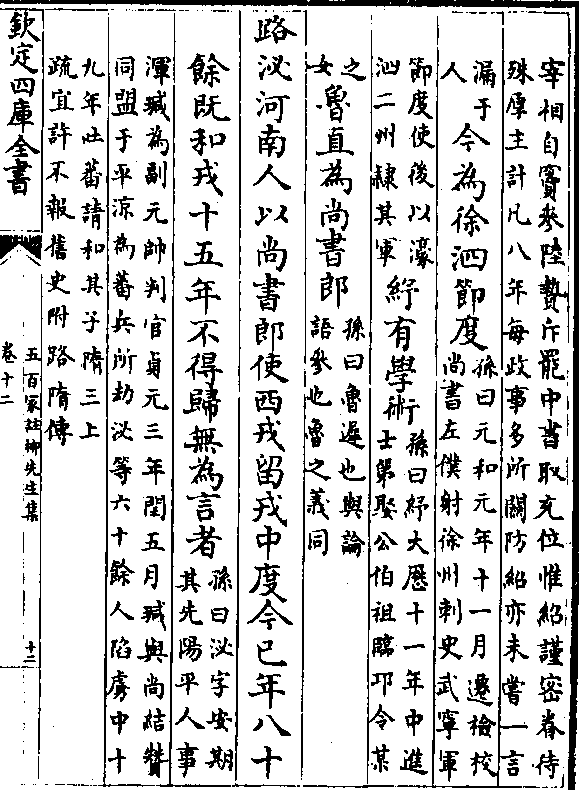 宰相自竇參陸贄斥罷中書取充位惟紹謹密眷待
殊厚主計凡八年每政事多所關防紹亦未嘗一言
漏于人今為徐泗節度孫曰元和元年十一月遷檢校尚書左僕射徐州刺史武寧軍
節度使後以濠泗二州隸其軍紓有學術孫曰紓大厯十一年中進士第娶公伯祖臨卭令某
之女魯直為尚書郎孫曰魯遲也與論語參也魯之義同
路泌河南人以尚書郎使西戎留戎中度今已年八十
餘既和戎十五年不得歸無為言者孫曰泌字安期其先陽平人事
渾瑊為副元帥判官貞元三年閏五月瑊與尚結贊
同盟于平涼為蕃兵所劫泌等六十餘人陷虜中十
九年吐蕃請和其子隋三上
疏宜許不報舊史附路隋傳
欽定四庫全書
五百家註柳先生集
卷十二
十二